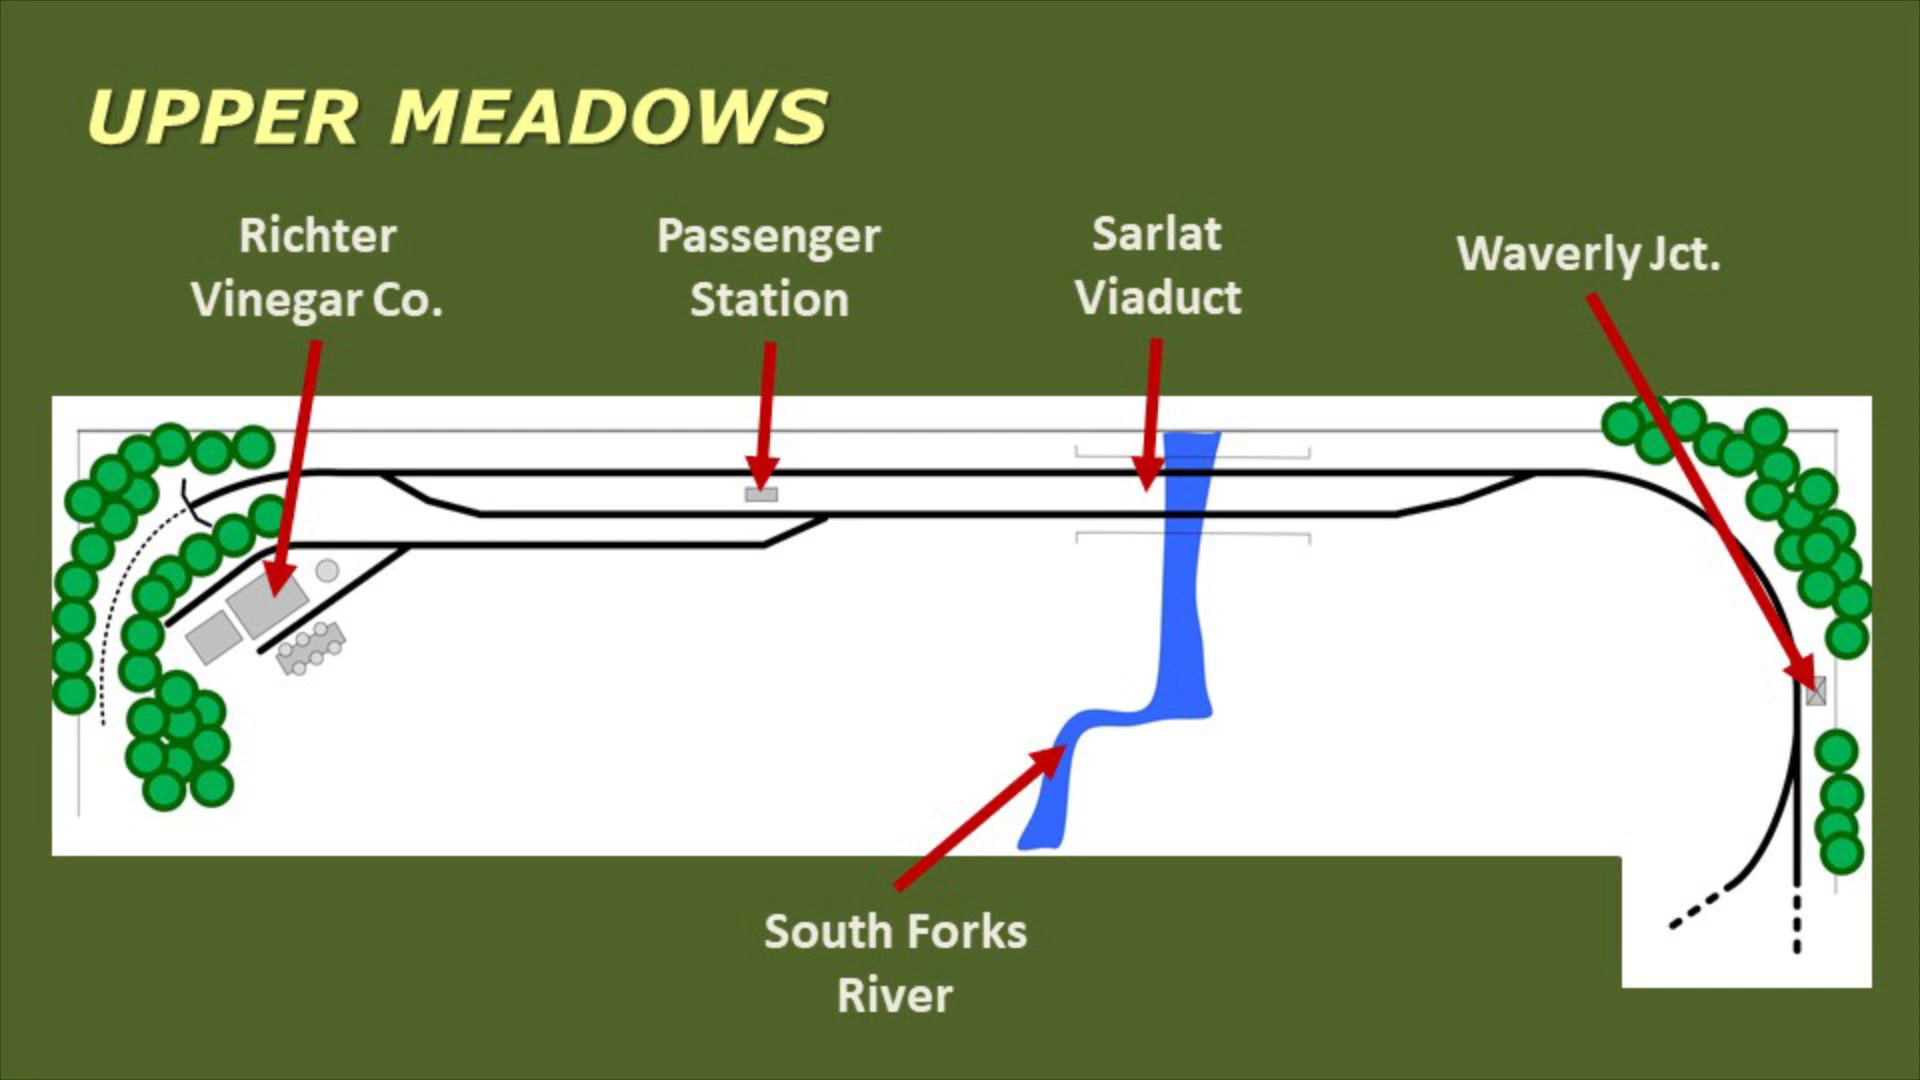 UPPER MEADOWS
Richter
Vinegar Co.
Passenger
Station
Sarlat
Viaduct
Waverly Jct.
South Forks
River